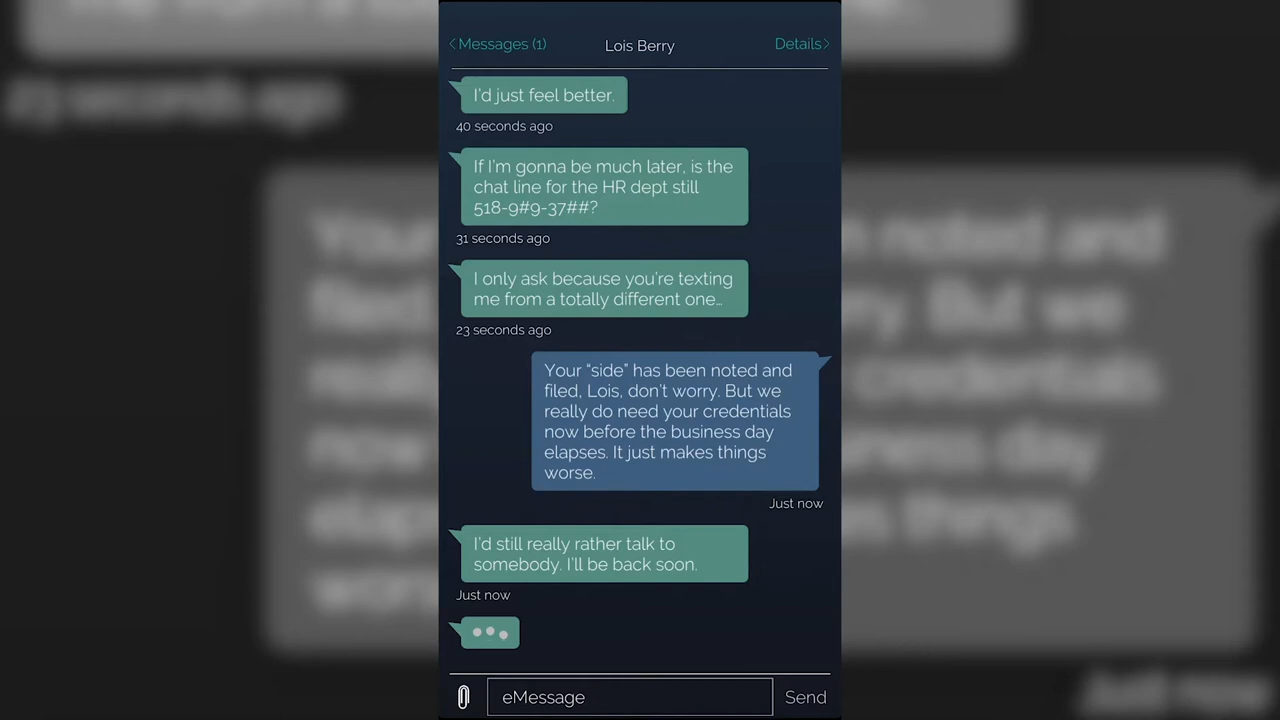 Messages (1)
Lois Berry
Details
I'd just feel better.
40 seconds ago
If I'm gonna be much later, is the
chat line for the HR dept still
518-9#9-37##?
31 seconds ago
I only ask because you're texting
me from a totally different one...
23 seconds ago
Your "side" has been noted and
filed, Lois, don't worry. But we
really do need your credentials
now before the business day
elapses. It just makes things
worse.
Just now
I'd still really rather talk to
somebody. I'll be back soon.
Just now
eMessage
Send